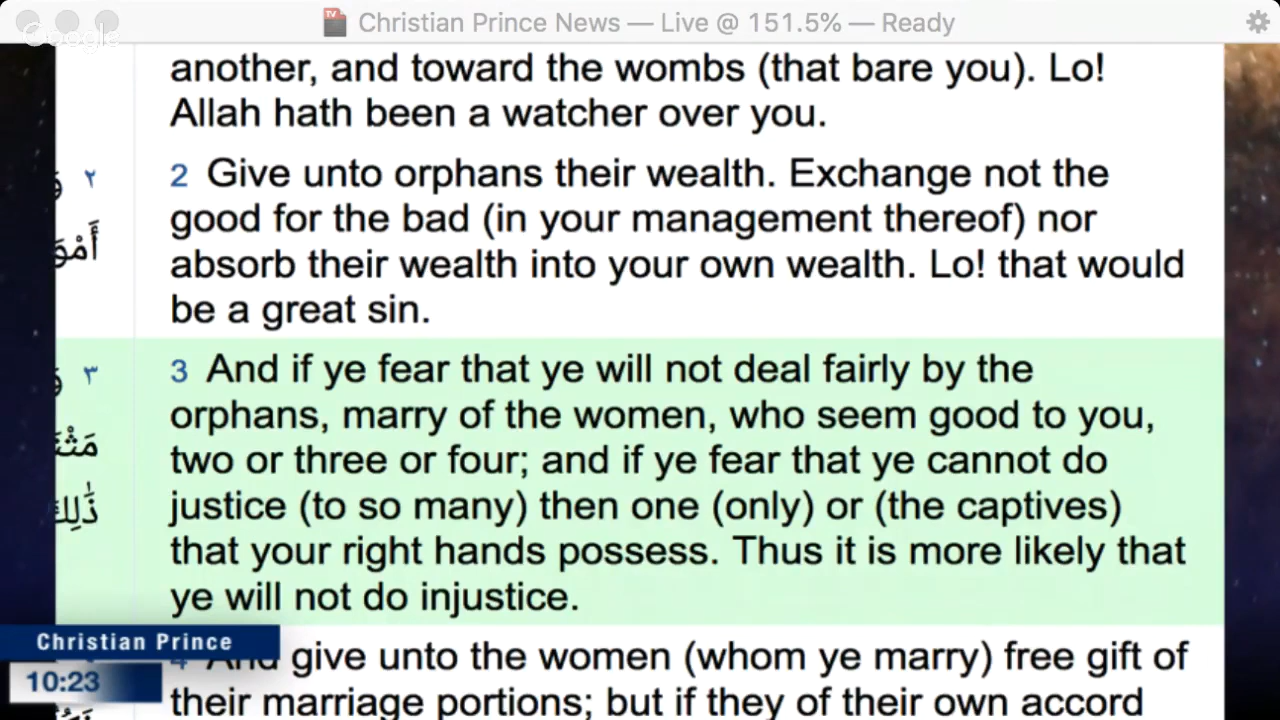 Google
Christian Prince News — Live @ 151.5% — Ready
another, and toward the wombs (that bare you). Lo!
Allah hath been a watcher over you.
٢
2 Give unto orphans their wealth. Exchange not the
good for the bad (in your management thereof) nor
أَمْوَ
absorb their wealth into your own wealth. Lo! that would
be a great sin.
٣
3 And if ye fear that ye will not deal fairly by the
orphans, marry of the women, who seem good to you,
two or three or four; and if ye fear that ye cannot do
justice (to so many) then one (only) or (the captives)
that your right hands possess. Thus it is more likely that
ye will not do injustice.
Christian Prince
4 And give unto the women (whom ye marry) free gift of
10:23
their marriage portions; but if they of their own accord